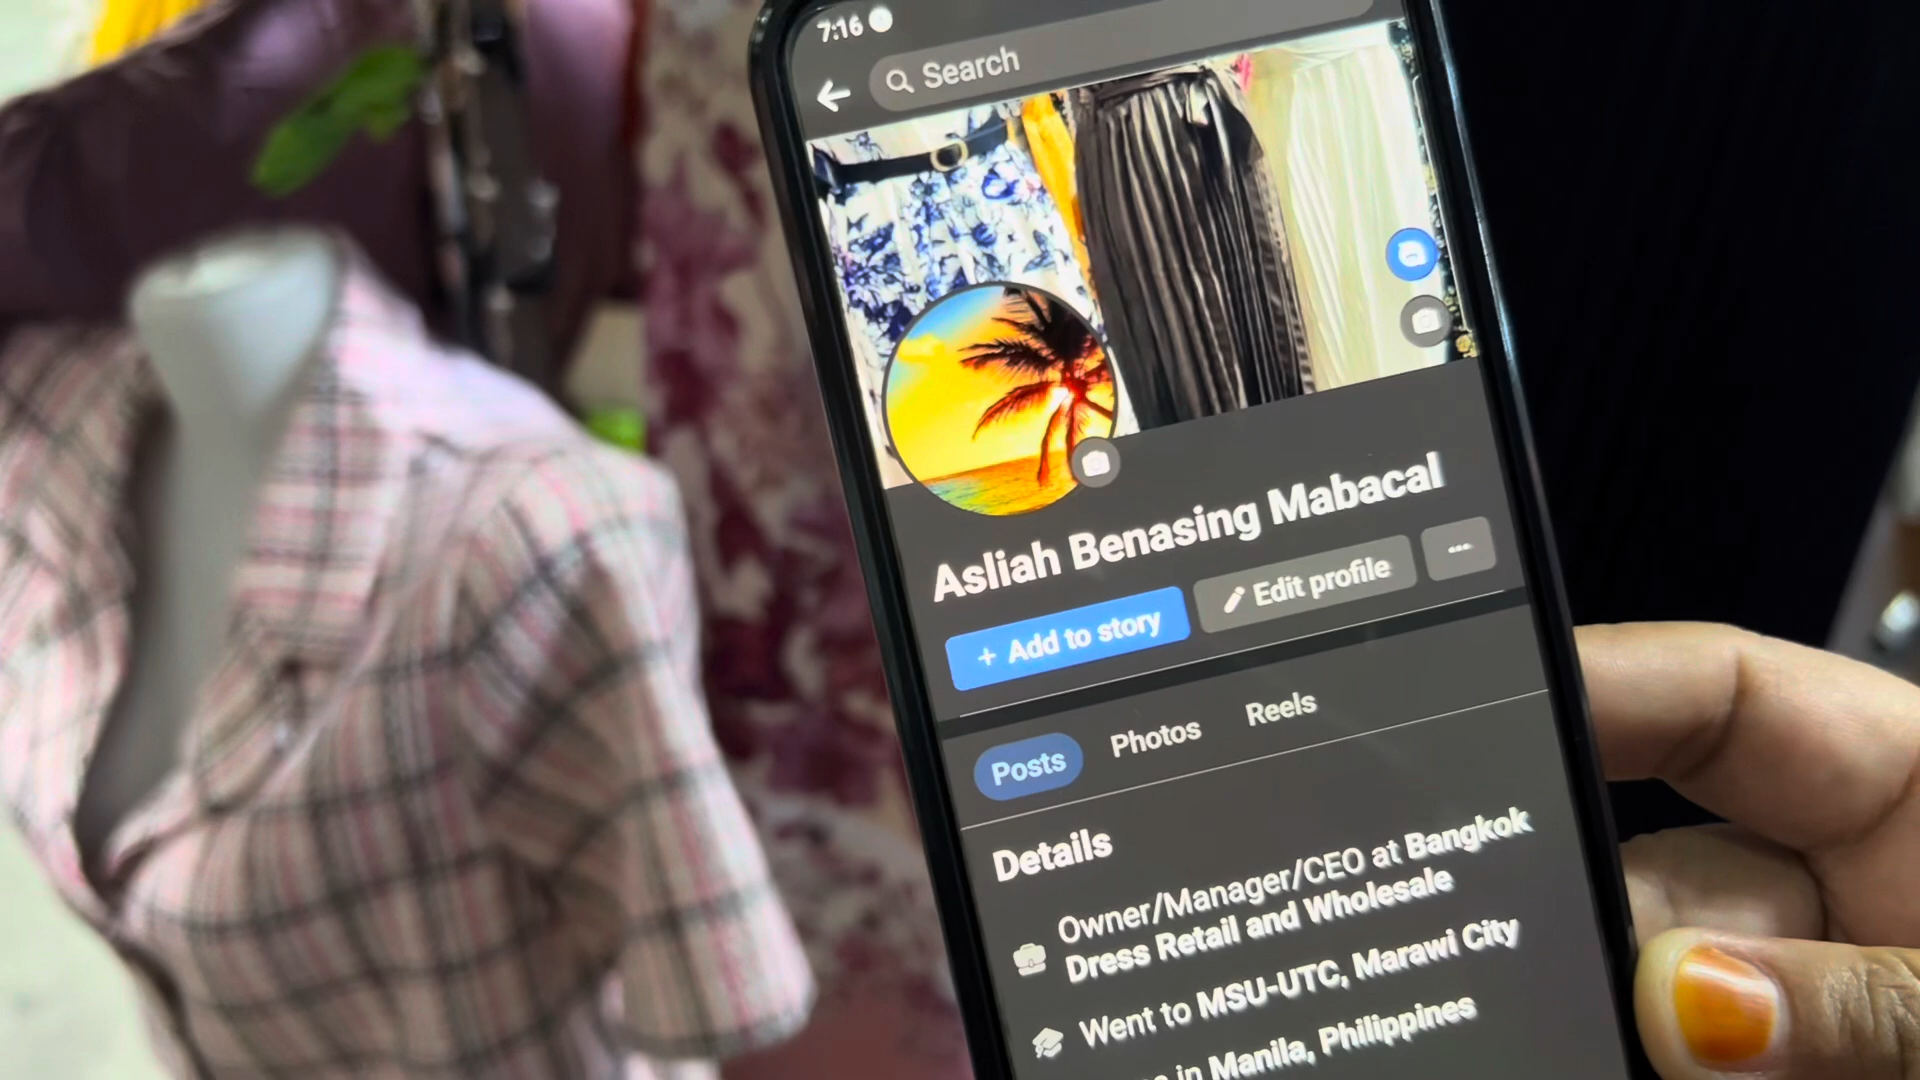 7:16
Search
Asliah Benasing Mabacal
+ Add to story
Edit profile
Posts
Photos
Reels
Details
Owner/Manager/CEO at Bangkok
Dress Retail and Wholesale
Went to MSU-UTC, Marawi City
in Manila, Philippines